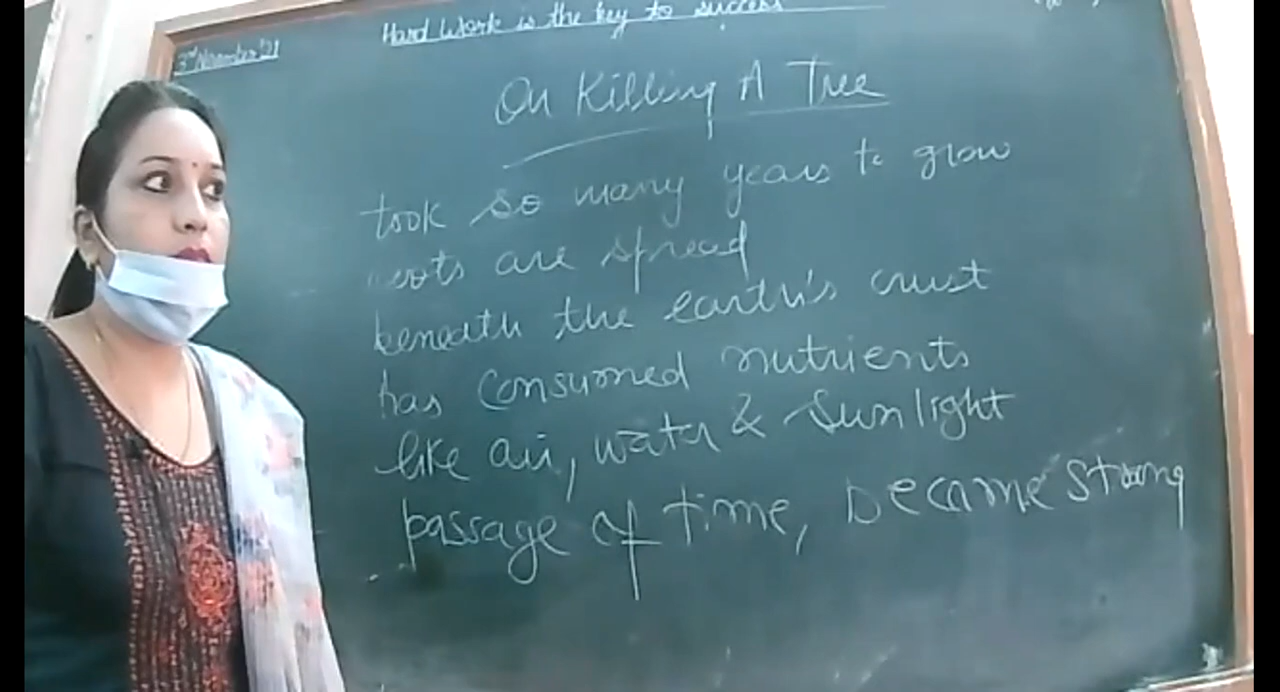 Hard Work is the key to success
3rd November '21
On Killing A Tree
took so many years to grow
roots are spread
beneath the earth's crust
has consumed nutrients
like air, water & Sunlight
passage of time, became strong